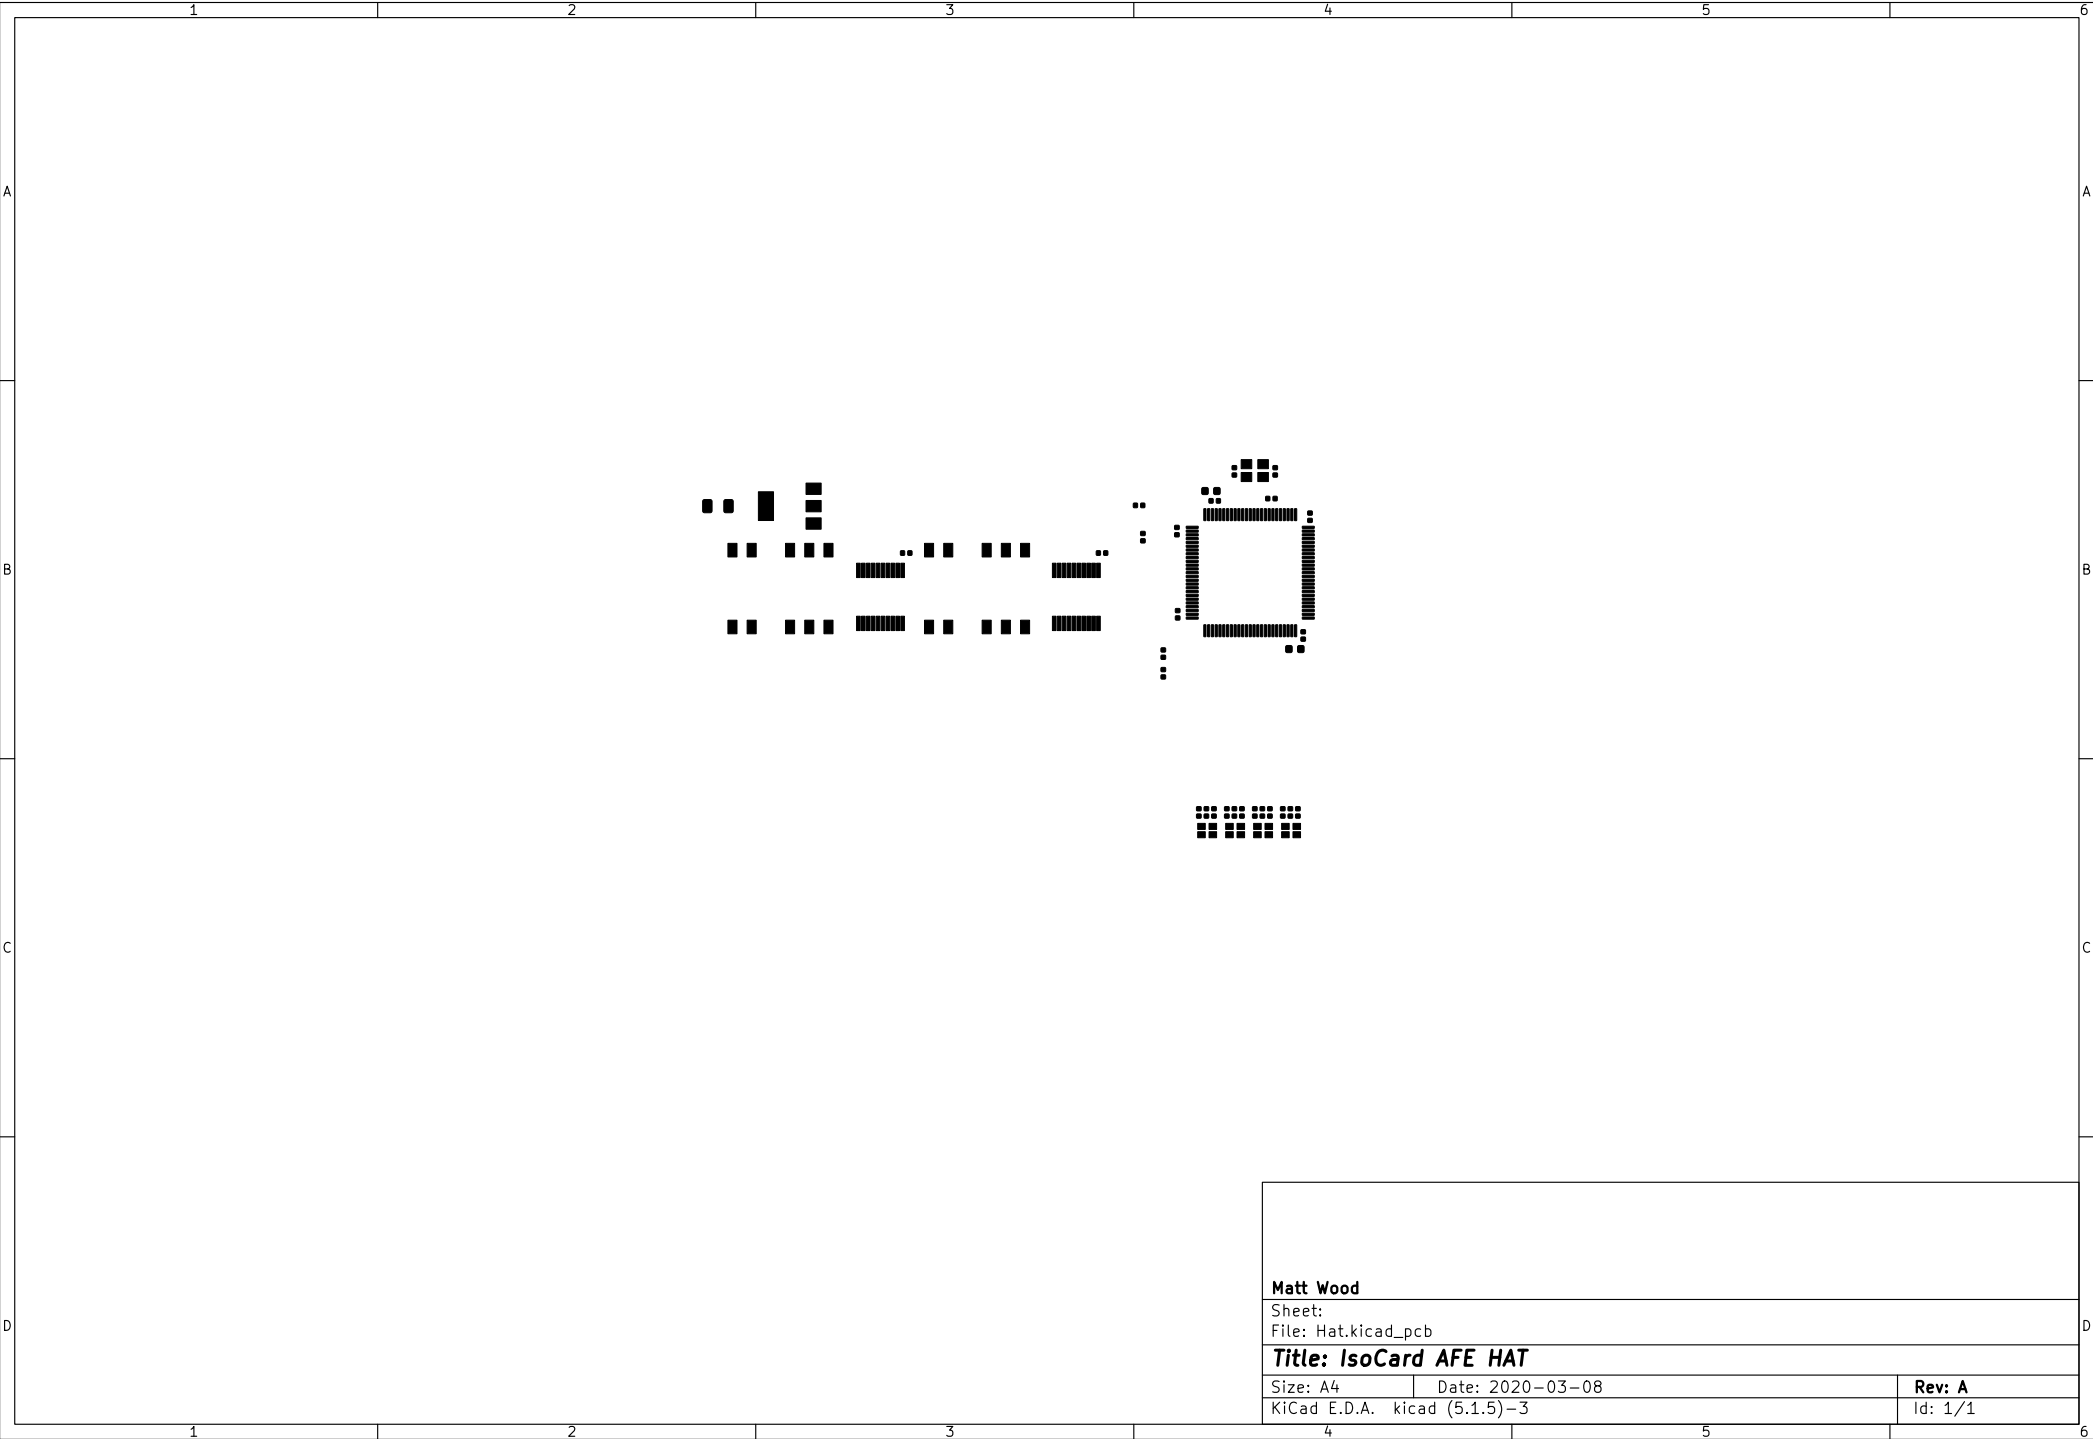 1 2 3 4 5 6
A A
B B
C C
Matt Wood
Sheet:
D D
File: Hat.kicad_pcb
Title: IsoCard AFE HAT
Size: A4 Date: 2020-03-08 Rev: A
KiCad E.D.A. kicad (5.1.5)-3 Id: 1/1
1 2 3 4 5 6